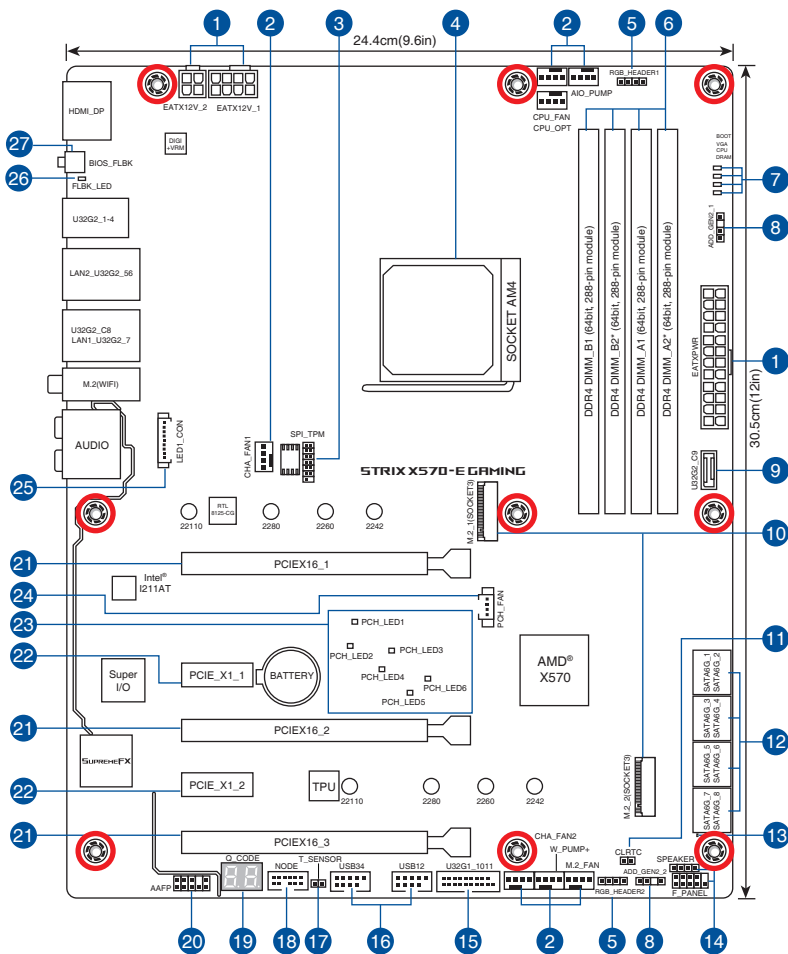 1
2
3
4
2
5
6
24.4cm(9.6in)
HDMI_DP
EATX12V_2
EATX12V_1
DIGI
+VRM
AIO_PUMP
CPU_FAN
CPU_OPT
RGB_HEADER1
BOOT
VGA
CPU
DRAM
7
27
BIOS_FLBK
26
FLBK_LED
U32G2_1-4
ADD_GEN2_1
8
LAN2_U32G2_56
SOCKET AM4
DDR4 DIMM_B1 (64bit, 288-pin module)
DDR4 DIMM_B2* (64bit, 288-pin module)
DDR4 DIMM_A1 (64bit, 288-pin module)
DDR4 DIMM_A2* (64bit, 288-pin module)
U32G2_C8
LAN1_U32G2_7
EATXPWR
1
30.5cm(12in)
M.2(WIFI)
AUDIO
LED1_CON
25
CHA_FAN1
SPI_TPM
STRIX X570-E GAMING
U32G2_C9
9
22110
RTL
8125-CG
2280
2260
2242
M.2_1(SOCKET3)
10
21
PCIEX16_1
24
Intel®
I211AT
PCH_FAN
23
PCH_LED1
PCH_LED2
PCH_LED3
PCH_LED4
PCH_LED5
PCH_LED6
11
22
Super
I/O
PCIE_X1_1
BATTERY
AMD®
X570
SATA6G_1
SATA6G_2
SATA6G_3
SATA6G_4
SATA6G_5
SATA6G_6
SATA6G_7
SATA6G_8
12
21
PCIEX16_2
SupremeFX
22
PCIE_X1_2
TPU
22110
2280
2260
2242
M.2_2(SOCKET3)
13
21
PCIEX16_3
CHA_FAN2
W_PUMP+
M.2_FAN
CLRTC
SPEAKER
AAFP
Q_CODE
88
NODE
T_SENSOR
USB34
USB12
U32G1_1011
RGB_HEADER2
ADD_GEN2_2
F_PANEL
20
19
18
17
16
15
2
5
8
14